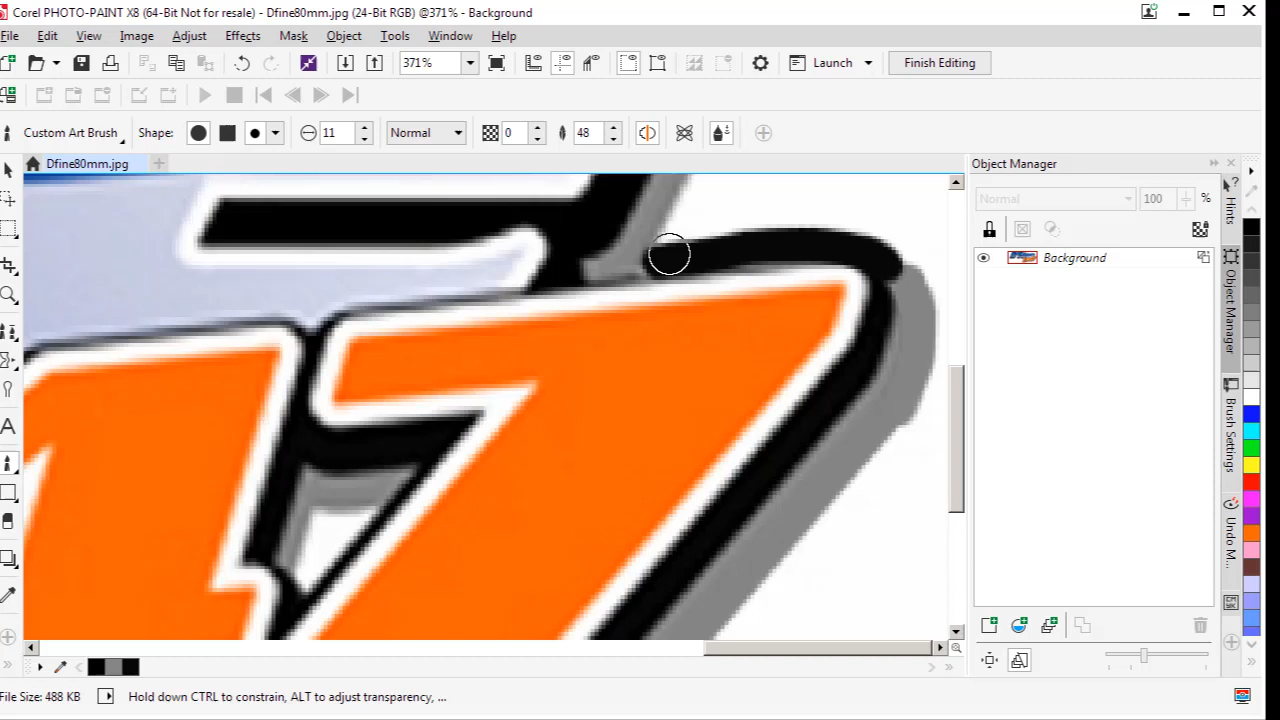 Corel PHOTO-PAINT X8 (64-Bit Not for resale) - Dfine80mm.jpg (24-Bit RGB) @371% - Background
File Edit View Image Adjust Effects Mask Object Tools Window Help
371% Launch Finish Editing
Custom Art Brush Shape: 11 Normal 0 48
Dfine80mm.jpg
Object Manager
Normal 100 %
Background
Hints
Object Manager
Brush Settings
Undo M...
17
File Size: 488 KB Hold down CTRL to constrain, ALT to adjust transparency, ...